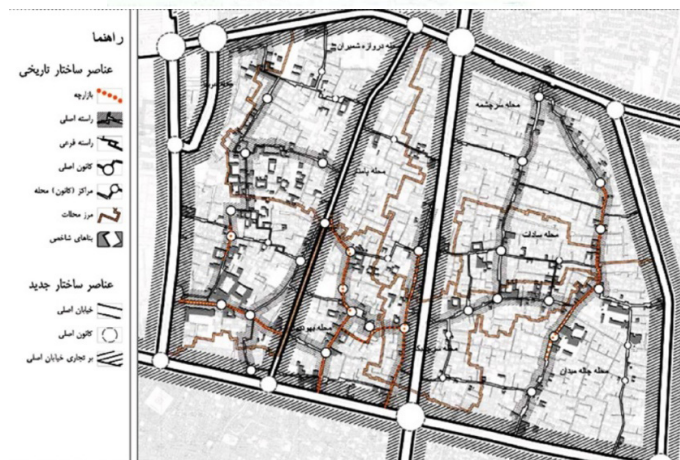 راهنما
عناصر ساختار تاریخی
بازارچه
راسته اصلی
راسته فرعی
کانون اصلی
مراکز (کانون) محله
مرز محلات
بناهای شاخص
عناصر ساختار جدید
خیابان اصلی
کانون اصلی
بر تجاری خیابان اصلی
دروازه شمیران
محله سرچشمه
محله
محله سادات
محله
محله چاله میدان